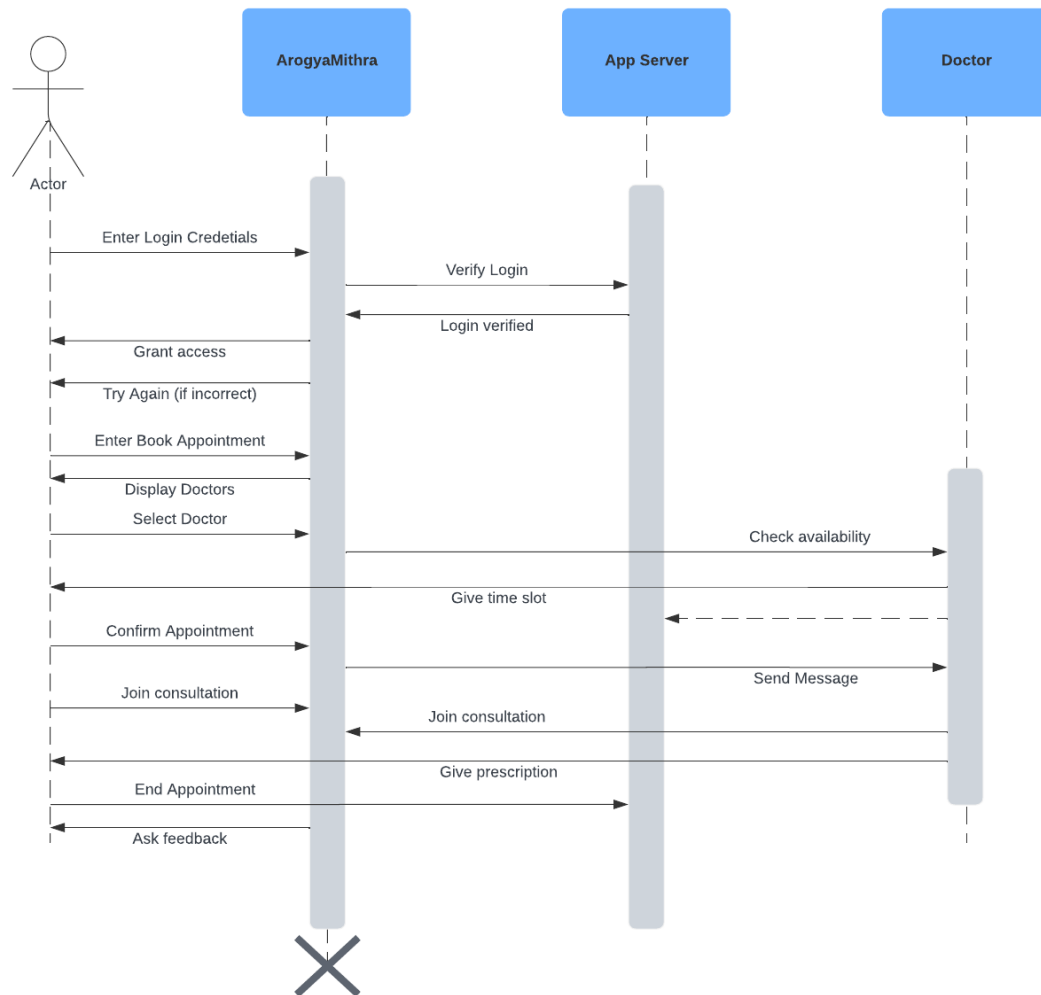 ArogyaMithra
App Server
Doctor
Actor
Enter Login Credetials
Verify Login
Login verified
Grant access
Try Again (if incorrect)
Enter Book Appointment
Display Doctors
Select Doctor
Check availability
Give time slot
Confirm Appointment
Send Message
Join consultation
Join consultation
Give prescription
End Appointment
Ask feedback